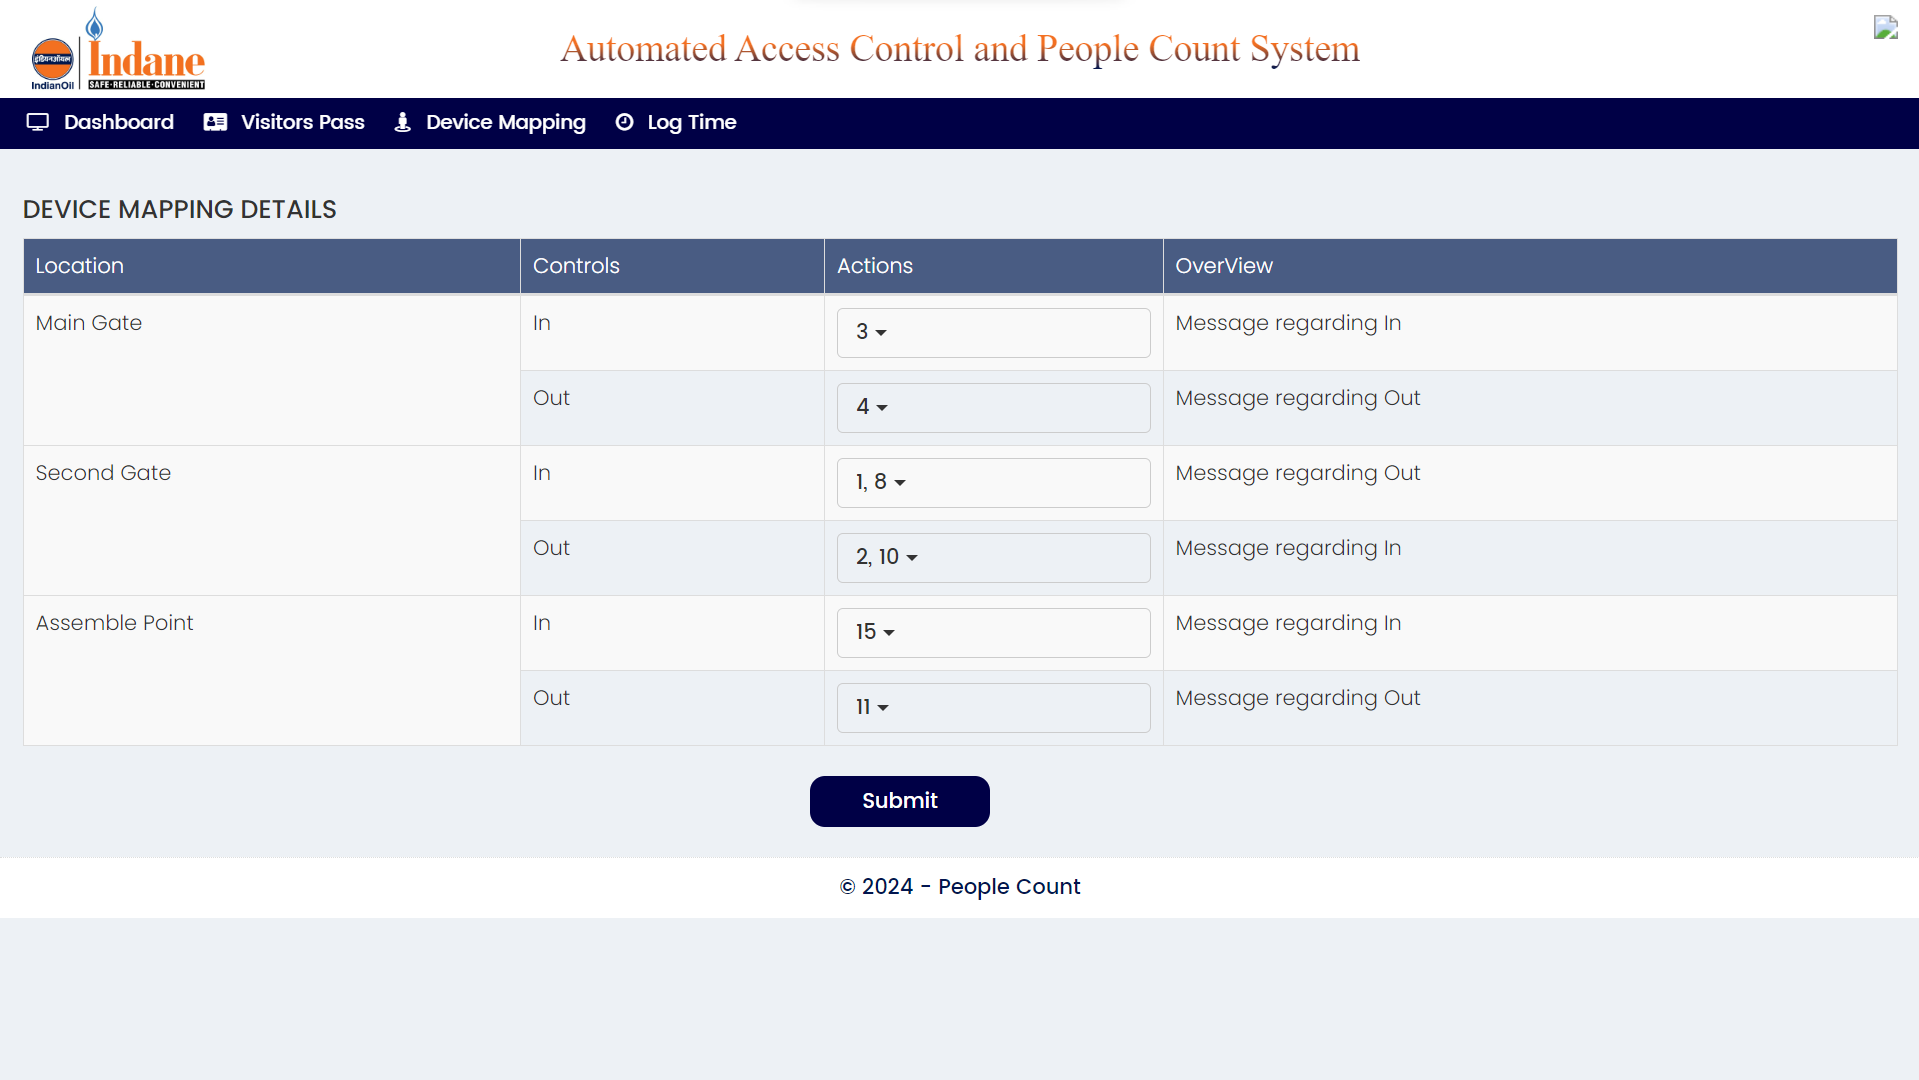 इंडियनऑयल
IndianOil
Indane
SAFE•RELIABLE•CONVENIENT
Automated Access Control and People Count System
Dashboard Visitors Pass Device Mapping Log Time
DEVICE MAPPING DETAILS
Location Controls Actions OverView
Main Gate In 3 Message regarding In
Out 4 Message regarding Out
Second Gate In 1, 8 Message regarding Out
Out 2, 10 Message regarding In
Assemble Point In 15 Message regarding In
Out 11 Message regarding Out
Submit
© 2024 - People Count